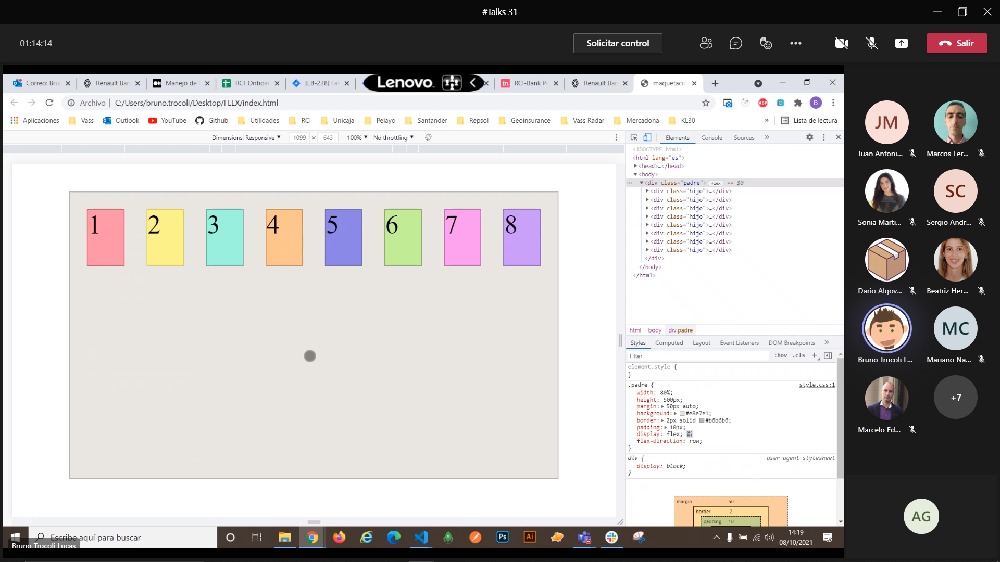 #Talks 31
01:14:14
Solicitar control
Salir
Correo: Bru
Renault Ban
Manejo de
RCI_Onboar
[EB-228] Fas
Lenovo
RCI-Bank Pr
Renault Ban
maquetació
Archivo
C:/Users/bruno.trocoli/Desktop/FLEX/index.html
ABP
B
Aplicaciones
Vass
Outlook
YouTube
Github
Utilidades
RCI
Unicaja
Pelayo
Santander
Repsol
Geoinsurance
Vass Radar
Mercadona
KL30
»
Lista de lectura
Dimensions: Responsive
1099 x 643
100%
No throttling
Elements
Console
Sources
»
<!DOCTYPE html>
<html lang="es">
<head>…</head>
<body>
<div class="padre"> flex == $0
<div class="hijo">…</div>
<div class="hijo">…</div>
<div class="hijo">…</div>
<div class="hijo">…</div>
<div class="hijo">…</div>
<div class="hijo">…</div>
<div class="hijo">…</div>
<div class="hijo">…</div>
</div>
</body>
</html>
1
2
3
4
5
6
7
8
html body div.padre
Styles
Computed
Layout
Event Listeners
DOM Breakpoints
»
Filter
:hov .cls +
element.style {
}
.padre {
style.css:1
width: 80%;
height: 500px;
margin: 50px auto;
background: #e8e7e1;
border: 2px solid #b6b6b6;
padding: 10px;
display: flex;
flex-direction: row;
}
div {
user agent stylesheet
display: block;
}
margin 50
border 2
padding 10
Escribe aquí para buscar
Ps
Ai
14:19
08/10/2021
Bruno Trocoli Lucas
JM
Juan Antoni...
Marcos Fer...
Sonia Marti...
SC
Sergio Andr...
Dario Algov...
Beatriz Her...
Bruno Trocoli L...
MC
Mariano Na...
Marcelo Ed...
+7
AG